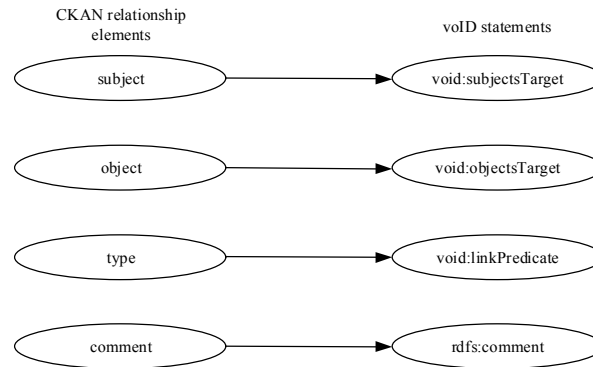 CKAN relationship
elements
voID statements
subject
void:subjectsTarget
object
void:objectsTarget
type
void:linkPredicate
comment
rdfs:comment